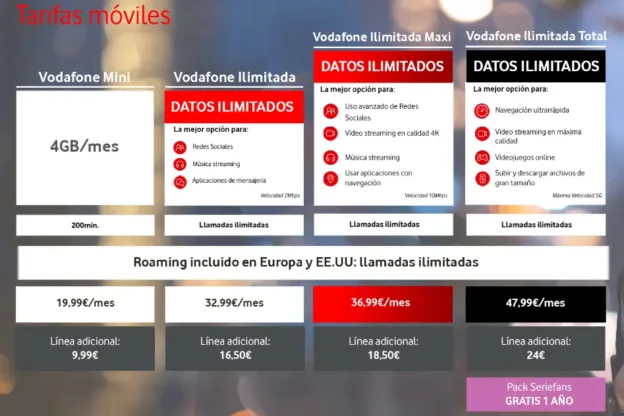 Tarifas móviles
Vodafone Mini
4GB/mes
200min.
Vodafone Ilimitada
DATOS ILIMITADOS
La mejor opción para:
Redes Sociales
Música streaming
Aplicaciones de mensajería
Velocidad 2Mbps
Llamadas ilimitadas
Vodafone Ilimitada Maxi
DATOS ILIMITADOS
La mejor opción para:
Uso avanzado de Redes
Sociales
Video streaming en calidad 4K
Música streaming
Usar aplicaciones con
navegación
Velocidad 10Mbps
Llamadas ilimitadas
Vodafone Ilimitada Total
DATOS ILIMITADOS
La mejor opción para:
Navegación ultrarrápida
Video streaming en máxima
calidad
Videojuegos online
Subir y descargar archivos de
gran tamaño
Máxima Velocidad 5G
Llamadas ilimitadas
Roaming incluido en Europa y EE.UU: llamadas ilimitadas
19,99€/mes
32,99€/mes
36,99€/mes
47,99€/mes
Línea adicional:
9,99€
Línea adicional:
16,50€
Línea adicional:
18,50€
Línea adicional:
24€
Pack Seriefans
GRATIS 1 AÑO